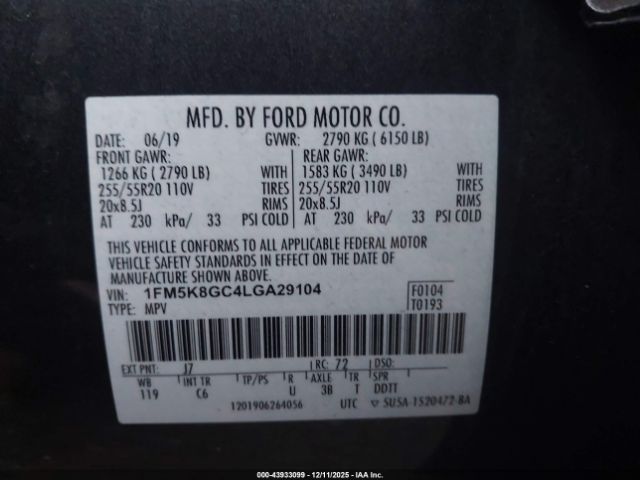 MFD. BY FORD MOTOR CO.
DATE: 06/19 GVWR: 2790 KG ( 6150 LB)
FRONT GAWR: REAR GAWR:
1266 KG ( 2790 LB) WITH 1583 KG ( 3490 LB) WITH
255/55R20 110V TIRES 255/55R20 110V TIRES
20x8.5J RIMS 20x8.5J RIMS
AT 230 kPa/ 33 PSI COLD AT 230 kPa/ 33 PSI COLD
THIS VEHICLE CONFORMS TO ALL APPLICABLE FEDERAL MOTOR
VEHICLE SAFETY STANDARDS IN EFFECT ON THE DATE OF
MANUFACTURE SHOWN ABOVE.
VIN: 1FM5K8GC4LGA29104 F0104
TYPE: MPV T0193
EXT PNT: J7 RC: 72 DSO:
WB INT TR TP/PS R AXLE TR SPR
119 C6 U 3B T DDTT
1201906264056 UTC ▽ SU5A-1520472-BA
000-43933099 - 12/11/2025 - IAA Inc.